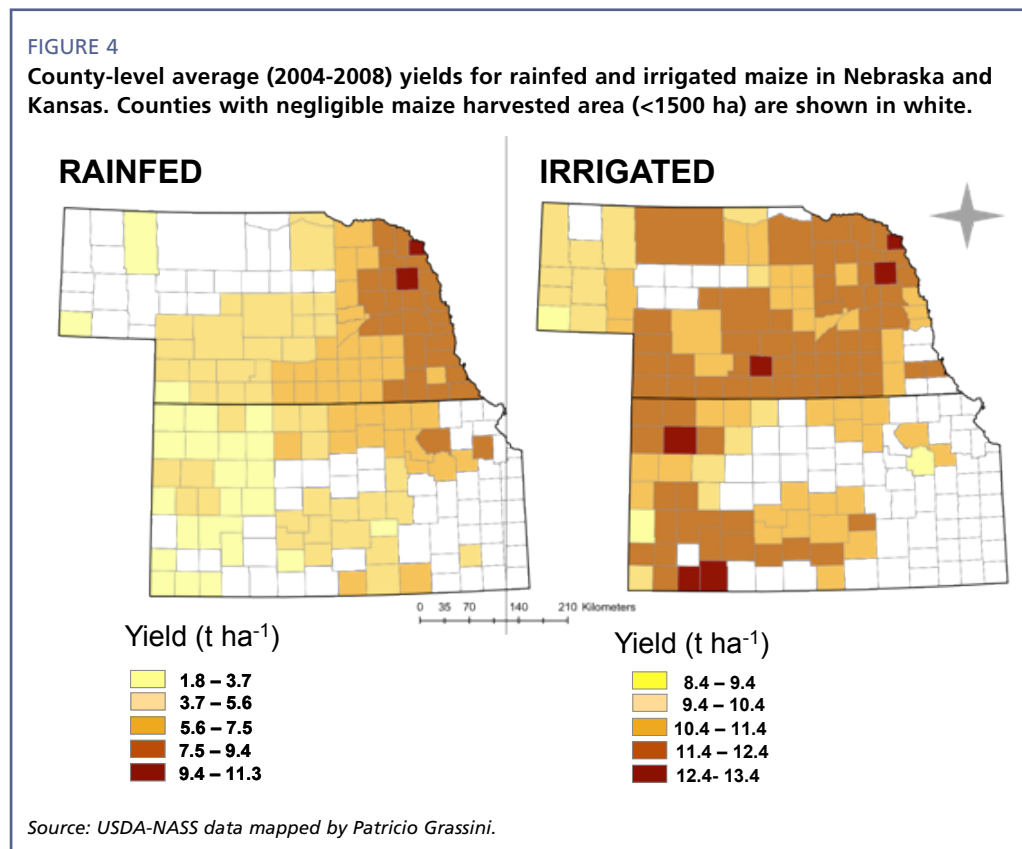 FIGURE 4
County-level average (2004-2008) yields for rainfed and irrigated maize in Nebraska and
Kansas. Counties with negligible maize harvested area (<1500 ha) are shown in white.
RAINFED
IRRIGATED
0 35 70 140 210 Kilometers
Yield (t ha⁻¹)
1.8 – 3.7
3.7 – 5.6
5.6 – 7.5
7.5 – 9.4
9.4 – 11.3
Yield (t ha⁻¹)
8.4 – 9.4
9.4 – 10.4
10.4 – 11.4
11.4 – 12.4
12.4- 13.4
Source: USDA-NASS data mapped by Patricio Grassini.